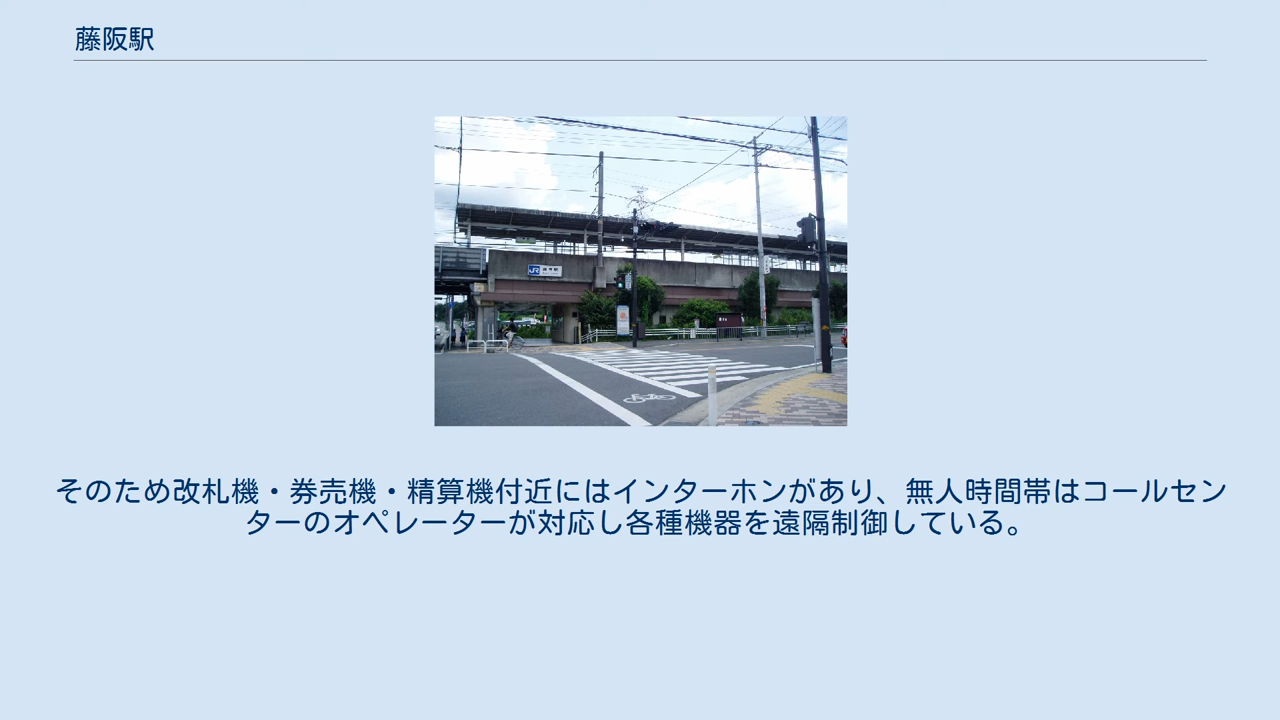 藤阪駅
JR
そのため改札機・券売機・精算機付近にはインターホンがあり、無人時間帯はコールセン
ターのオペレーターが対応し各種機器を遠隔制御している。